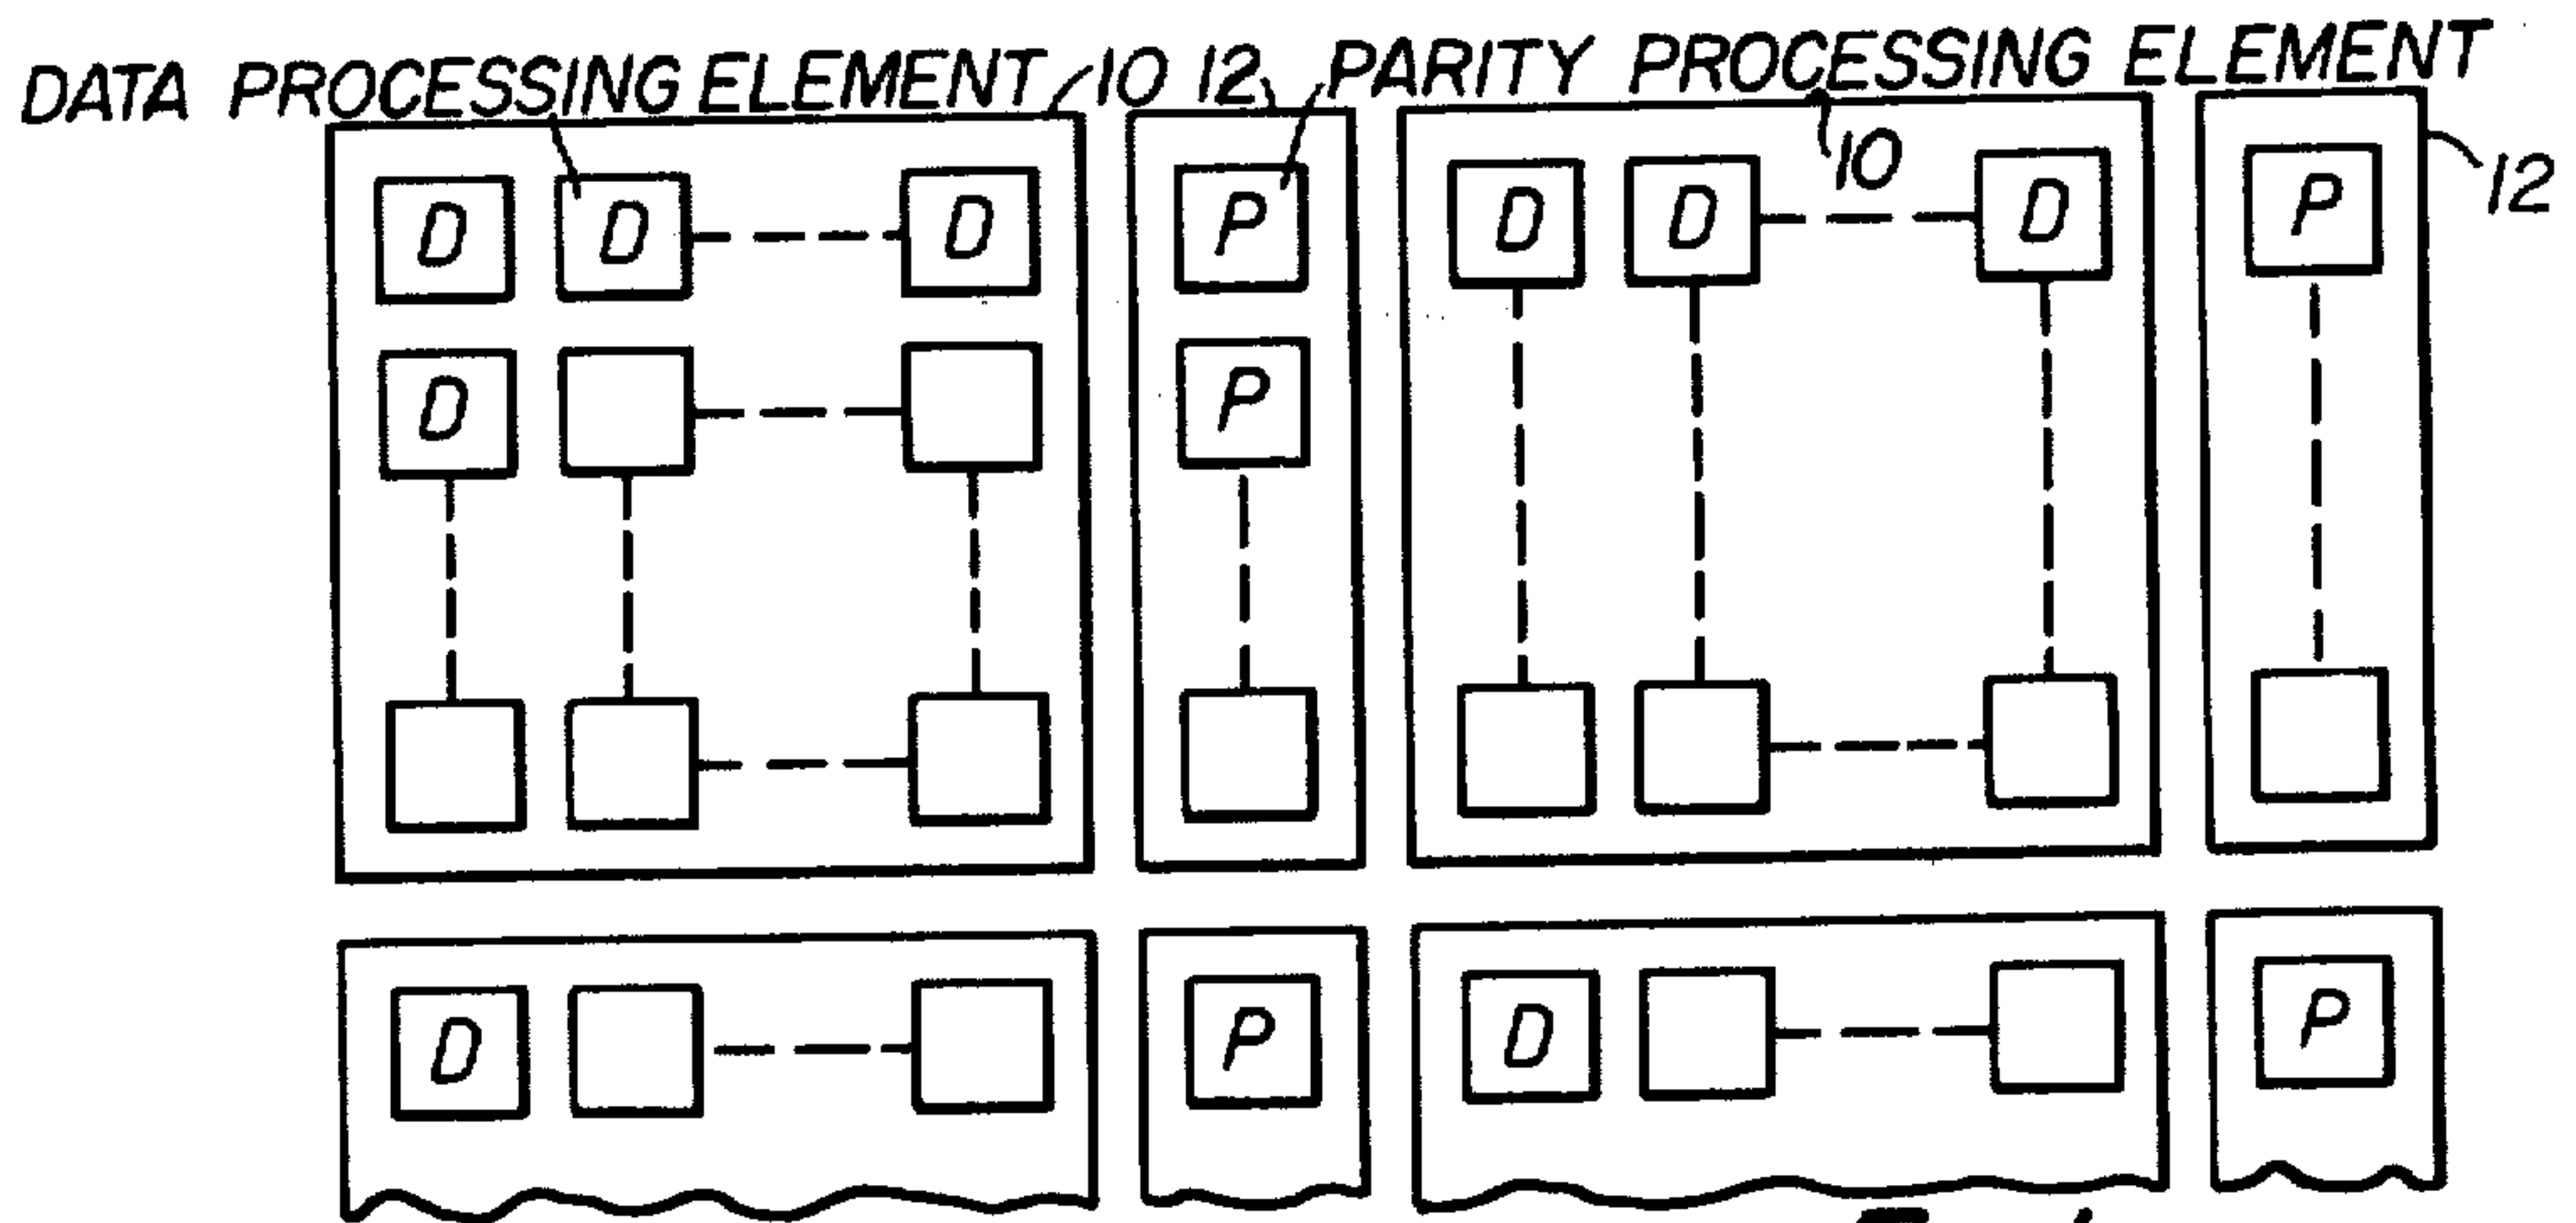 DATA PROCESSING ELEMENT 10 12 PARITY PROCESSING ELEMENT
10
12
D D D P D D D P
D P
D P D P